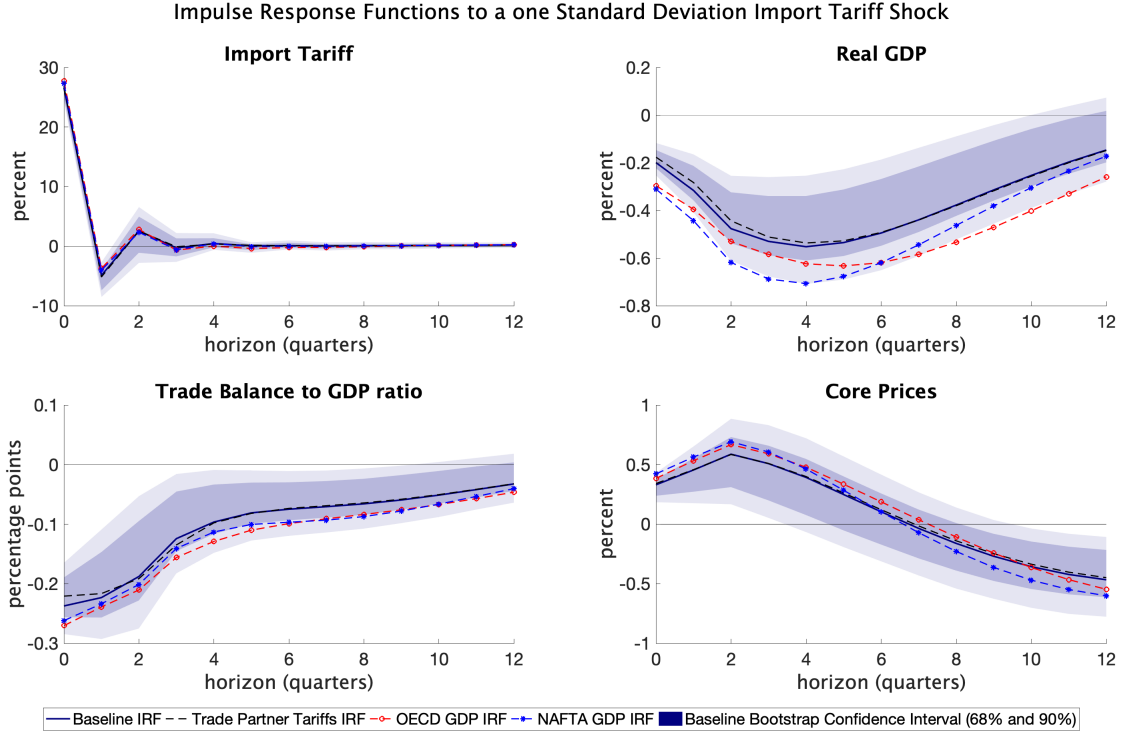 Impulse Response Functions to a one Standard Deviation Import Tariff Shock
Import Tariff
30
20
10
0
-10
percent
0 2 4 6 8 10 12
horizon (quarters)
Real GDP
0.2
0
-0.2
-0.4
-0.6
-0.8
percent
0 2 4 6 8 10 12
horizon (quarters)
Trade Balance to GDP ratio
0.1
0
-0.1
-0.2
-0.3
percentage points
0 2 4 6 8 10 12
horizon (quarters)
Core Prices
1
0.5
0
-0.5
-1
percent
0 2 4 6 8 10 12
horizon (quarters)
Baseline IRF Trade Partner Tariffs IRF OECD GDP IRF NAFTA GDP IRF Baseline Bootstrap Confidence Interval (68% and 90%)